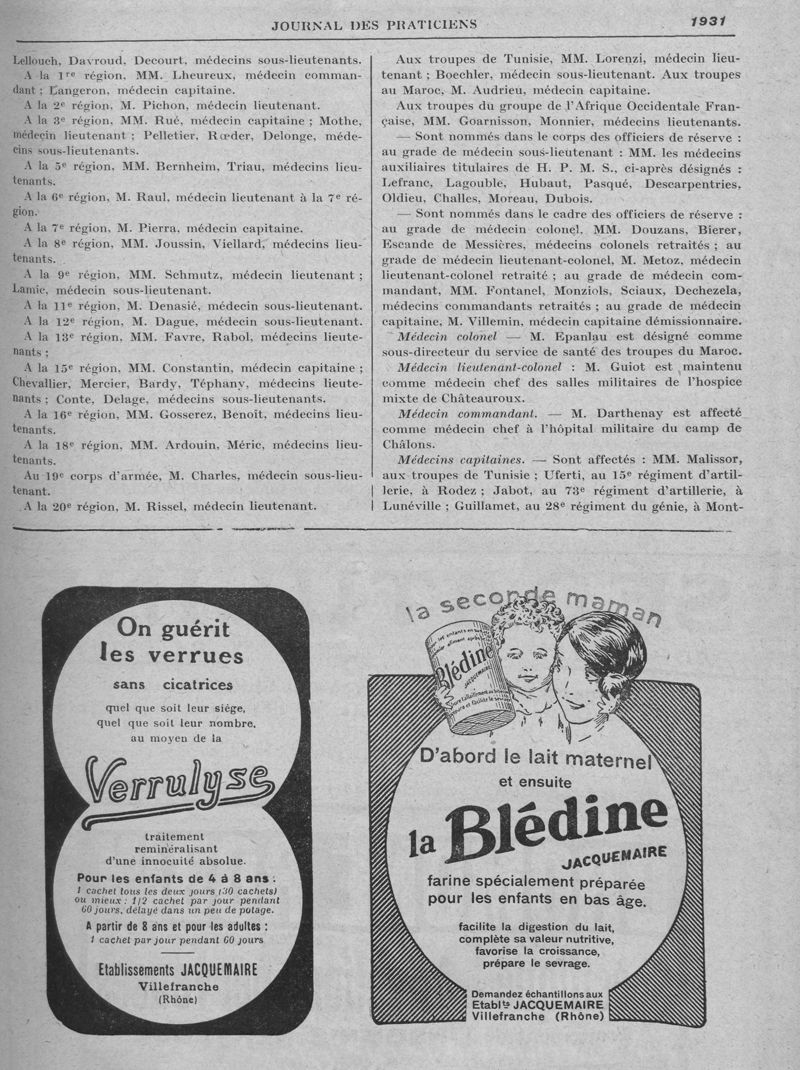 JOURNAL DES PRATICIENS
1931
Lellouch, Davroud, Decourt, médecins sous-lieutenants.
A la 1re région, MM. Lheureux, médecin comman-
dant ; Langeron, médecin capitaine.
A la 2e région, M. Pichon, médecin lieutenant.
A la 3e région, MM. Rué, médecin capitaine ; Mothe,
médecin lieutenant ; Pelletier, Rœder, Delonge, méde-
cins sous-lieutenants.
A la 5e région, MM. Bernheim, Triau, médecins lieu-
tenants.
A la 6e région, M. Raul, médecin lieutenant à la 7e ré-
gion.
A la 7e région, M. Pierra, médecin capitaine.
A la 8e région, MM. Joussin, Viellard, médecins lieu-
tenants.
A la 9e région, MM. Schmutz, médecin lieutenant ;
Lamic, médecin sous-lieutenant.
A la 11e région, M. Denasié, médecin sous-lieutenant.
A la 12e région, M. Dague, médecin sous-lieutenant.
A la 13e région, MM. Favre, Rabol, médecins lieute-
nants ;
A la 15e région, MM. Constantin, médecin capitaine ;
Chevallier, Mercier, Bardy, Téphany, médecins lieute-
nants ; Conte, Delage, médecins sous-lieutenants.
A la 16e région, MM. Gosserez, Benoît, médecins lieu-
tenants.
A la 18e région, MM. Ardouin, Méric, médecins lieu-
tenants.
Au 19e corps d'armée, M. Charles, médecin sous-lieu-
tenant.
A la 20e région, M. Rissel, médecin lieutenant.
Aux troupes de Tunisie, MM. Lorenzi, médecin lieu-
tenant ; Boechler, médecin sous-lieutenant. Aux troupes
au Maroc, M. Audrieu, médecin capitaine.
Aux troupes du groupe de l'Afrique Occidentale Fran-
çaise, MM. Goarnisson, Monnier, médecins lieutenants.
— Sont nommés dans le corps des officiers de réserve :
au grade de médecin sous-lieutenant : MM. les médecins
auxiliaires titulaires de H. P. M. S., ci-après désignés :
Lefranc, Lagouble, Hubaut, Pasqué, Descarpentries,
Oldieu, Challes, Moreau, Dubois.
— Sont nommés dans le cadre des officiers de réserve :
au grade de médecin colonel, MM. Douzans, Bierer,
Escande de Messières, médecins colonels retraités ; au
grade de médecin lieutenant-colonel, M. Metoz, médecin
lieutenant-colonel retraité ; au grade de médecin com-
mandant, MM. Fontanel, Monziols, Sciaux, Dechezela,
médecins commandants retraités ; au grade de médecin
capitaine, M. Villemin, médecin capitaine démissionnaire.
Médecin colonel — M. Epanlau est désigné comme
sous-directeur du service de santé des troupes du Maroc.
Médecin lieutenant-colonel : M. Guiot est maintenu
comme médecin chef des salles militaires de l'hospice
mixte de Châteauroux.
Médecin commandant. — M. Darthenay est affecté
comme médecin chef à l'hôpital militaire du camp de
Châlons.
Médecins capitaines. — Sont affectés : MM. Malissor,
aux troupes de Tunisie ; Uferti, au 15e régiment d'artil-
lerie, à Rodez ; Jabot, au 73e régiment d'artillerie, à
Lunéville ; Guillamet, au 28e régiment du génie, à Mont-
On guérit
les verrues
sans cicatrices
quel que soit leur siège,
quel que soit leur nombre,
au moyen de la
Verrulyse
traitement
reminéralisant
d'une innocuité absolue.
Pour les enfants de 4 à 8 ans :
1 cachet tous les deux jours (30 cachets)
ou mieux : 1/2 cachet par jour pendant
60 jours, délayé dans un peu de potage.
A partir de 8 ans et pour les adultes :
1 cachet par jour pendant 60 jours
Etablissements JACQUEMAIRE
Villefranche
(Rhône)
la seconde maman
Blédine
JACQUEMAIRE
D'abord le lait maternel
et ensuite
la Blédine
JACQUEMAIRE
farine spécialement préparée
pour les enfants en bas âge.
facilite la digestion du lait,
complète sa valeur nutritive,
favorise la croissance,
prépare le sevrage.
Demandez échantillons aux
Etablts JACQUEMAIRE
Villefranche (Rhône)